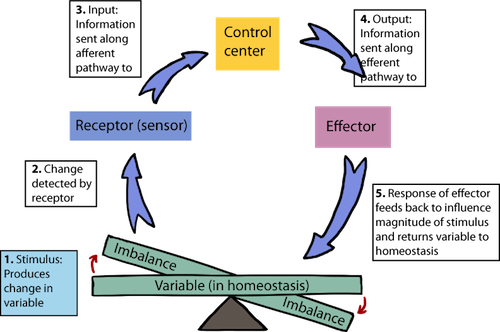 1. Stimulus:
Produces
change in
variable
2. Change
detected by
receptor
Receptor (sensor)
3. Input:
Information
sent along
afferent
pathway to
Control
center
4. Output:
Information
sent along
efferent
pathway to
Effector
5. Response of effector
feeds back to influence
magnitude of stimulus
and returns variable to
homeostasis
Imbalance
Variable (in homeostasis)
Imbalance